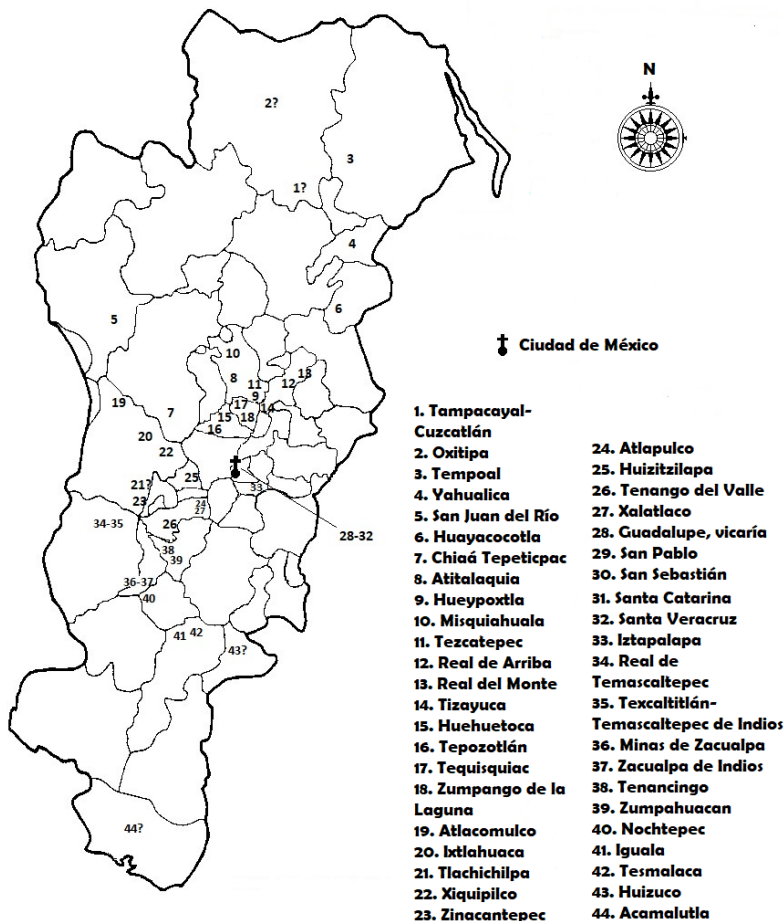 N
2?
3
1?
4
6
5
10
8
11
12
13
9
17
14
15
18
16
19
7
20
22
21?
25
23
24
27
33
34-35
26
28-32
38
39
36-37
40
41
42
43?
44?
Ciudad de México
1. Tampacayal-
Cuzcatlán
2. Oxitipa
3. Tempoal
4. Yahualica
5. San Juan del Río
6. Huayacocotla
7. Chiaá Tepeticpac
8. Atitalaquia
9. Hueypoxtla
10. Misquiahuala
11. Tezcatepec
12. Real de Arriba
13. Real del Monte
14. Tizayuca
15. Huehuetoca
16. Tepozotlán
17. Tequisquiac
18. Zumpango de la
Laguna
19. Atlacomulco
20. Ixtlahuaca
21. Tlachichilpa
22. Xiquipilco
23. Zinacantepec
24. Atlapulco
25. Huizitzilapa
26. Tenango del Valle
27. Xalatlaco
28. Guadalupe, vicaría
29. San Pablo
30. San Sebastián
31. Santa Catarina
32. Santa Veracruz
33. Iztapalapa
34. Real de
Temascaltepec
35. Texcaltitlán-
Temascaltepec de Indios
36. Minas de Zacualpa
37. Zacualpa de Indios
38. Tenancingo
39. Zumpahuacan
40. Nochtepec
41. Iguala
42. Tesmalaca
43. Huizuco
44. Acamalutla